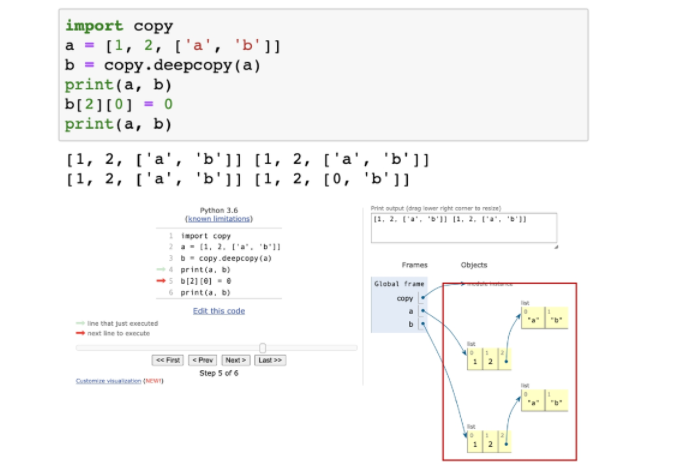 import copy
a = [1, 2, ['a', 'b']]
b = copy.deepcopy(a)
print(a, b)
b[2][0] = 0
print(a, b)
[1, 2, ['a', 'b']] [1, 2, ['a', 'b']]
[1, 2, ['a', 'b']] [1, 2, [0, 'b']]
Python 3.6
(known limitations)
1 import copy
2 a = [1, 2, ['a', 'b']]
3 b = copy.deepcopy(a)
4 print(a, b)
5 b[2][0] = 0
6 print(a, b)
Edit this code
line that just executed
next line to execute
<< First < Prev Next > Last >>
Step 5 of 6
Customize visualization (NEW!)
Print output (drag lower right corner to resize)
[1, 2, ['a', 'b']] [1, 2, ['a', 'b']]
Frames Objects
Global frame
copy
a
b
module instance
list
0 1
"a" "b"
list
0 1 2
1 2
list
0 1
"a" "b"
list
0 1 2
1 2